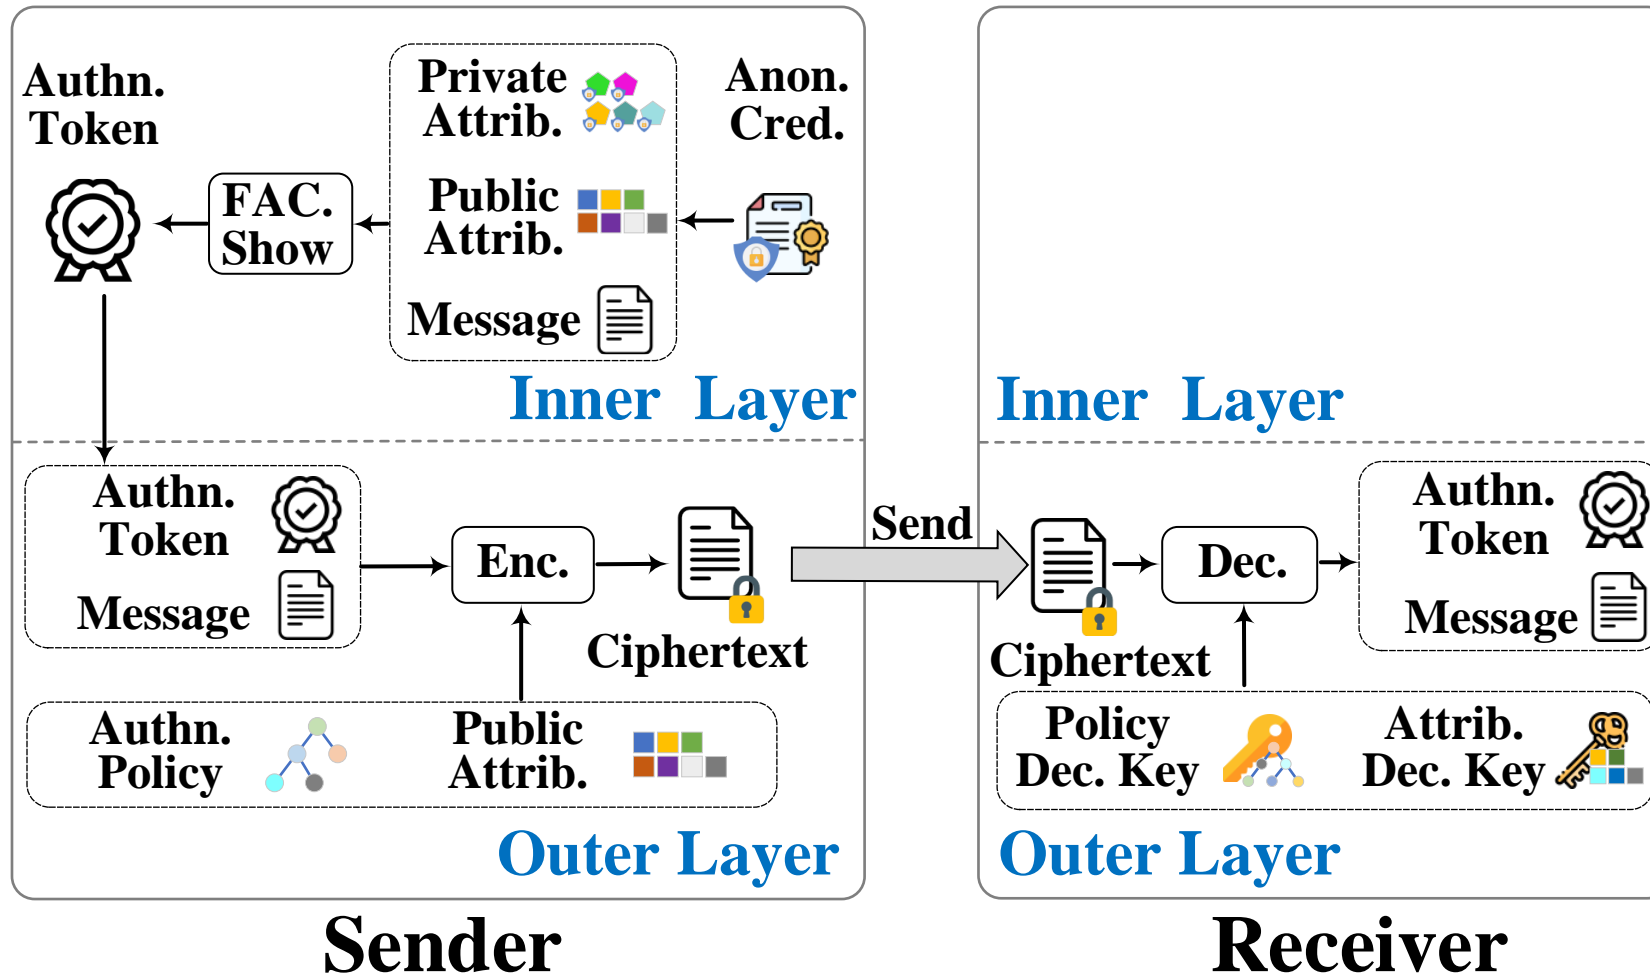 Authn.
Token
FAC.
Show
Private
Attrib.
Public
Attrib.
Message
Anon.
Cred.
Inner Layer
Authn.
Token
Message
Enc.
Ciphertext
Authn.
Policy
Public
Attrib.
Outer Layer
Sender
Send
Inner Layer
Ciphertext
Dec.
Authn.
Token
Message
Policy
Dec. Key
Attrib.
Dec. Key
Outer Layer
Receiver